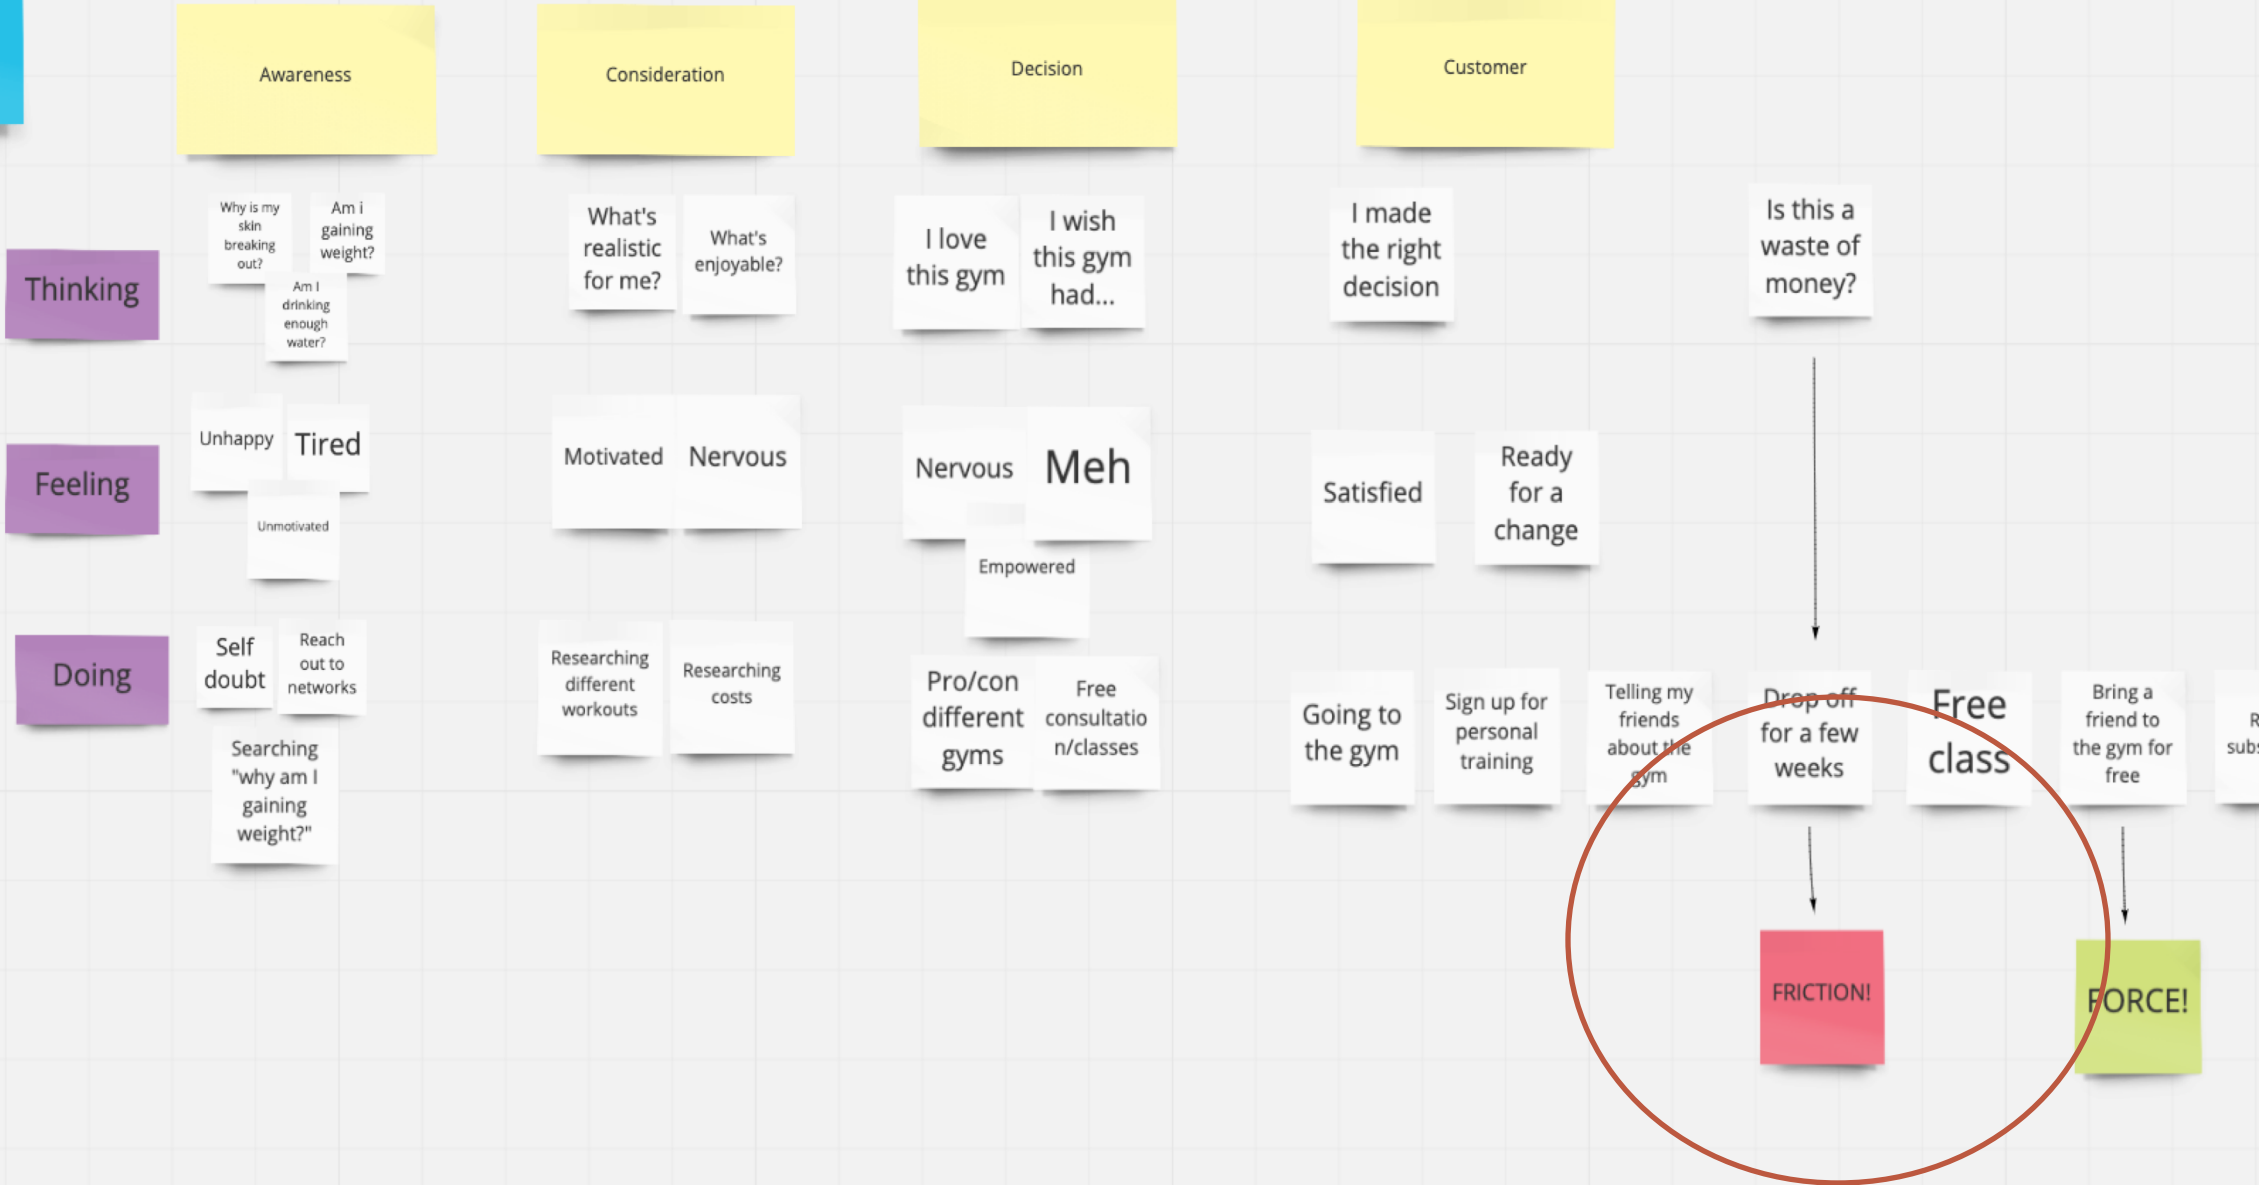 Awareness
Consideration
Decision
Customer
Thinking
Why is my
skin
breaking
out?
Am i
gaining
weight?
Am I
drinking
enough
water?
What's
realistic
for me?
What's
enjoyable?
I love
this gym
I wish
this gym
had...
I made
the right
decision
Is this a
waste of
money?
Feeling
Unhappy
Tired
Unmotivated
Motivated
Nervous
Nervous
Meh
Empowered
Satisfied
Ready
for a
change
Doing
Self
doubt
Reach
out to
networks
Searching
"why am I
gaining
weight?"
Researching
different
workouts
Researching
costs
Pro/con
different
gyms
Free
consultatio
n/classes
Going to
the gym
Sign up for
personal
training
Telling my
friends
about the
gym
Drop off
for a few
weeks
Free
class
Bring a
friend to
the gym for
free
R
subs
FRICTION!
FORCE!